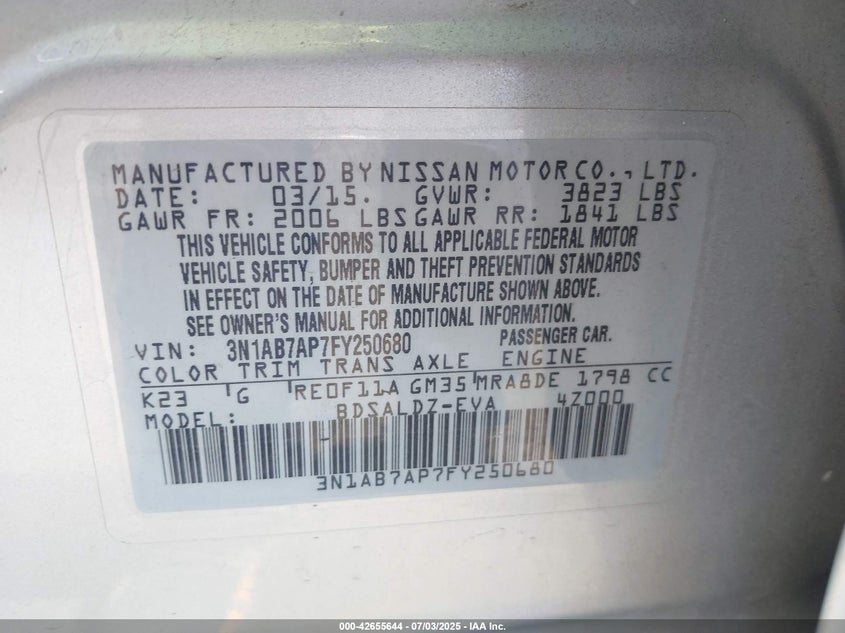 MANUFACTURED BY NISSAN MOTOR CO., LTD.
DATE: 03/15. GVWR: 3823 LBS
GAWR FR: 2006 LBS GAWR RR: 1841 LBS
THIS VEHICLE CONFORMS TO ALL APPLICABLE FEDERAL MOTOR
VEHICLE SAFETY, BUMPER AND THEFT PREVENTION STANDARDS
IN EFFECT ON THE DATE OF MANUFACTURE SHOWN ABOVE.
SEE OWNER'S MANUAL FOR ADDITIONAL INFORMATION.
VIN: 3N1AB7AP7FY250680 PASSENGER CAR.
COLOR TRIM TRANS AXLE ENGINE
K23 G RE0F11A GM35 MRA8DE 1798 CC
MODEL: BDSALDZ-EVA 4Z000
3N1AB7AP7FY250680
000-42655644 - 07/03/2025 - IAA Inc.